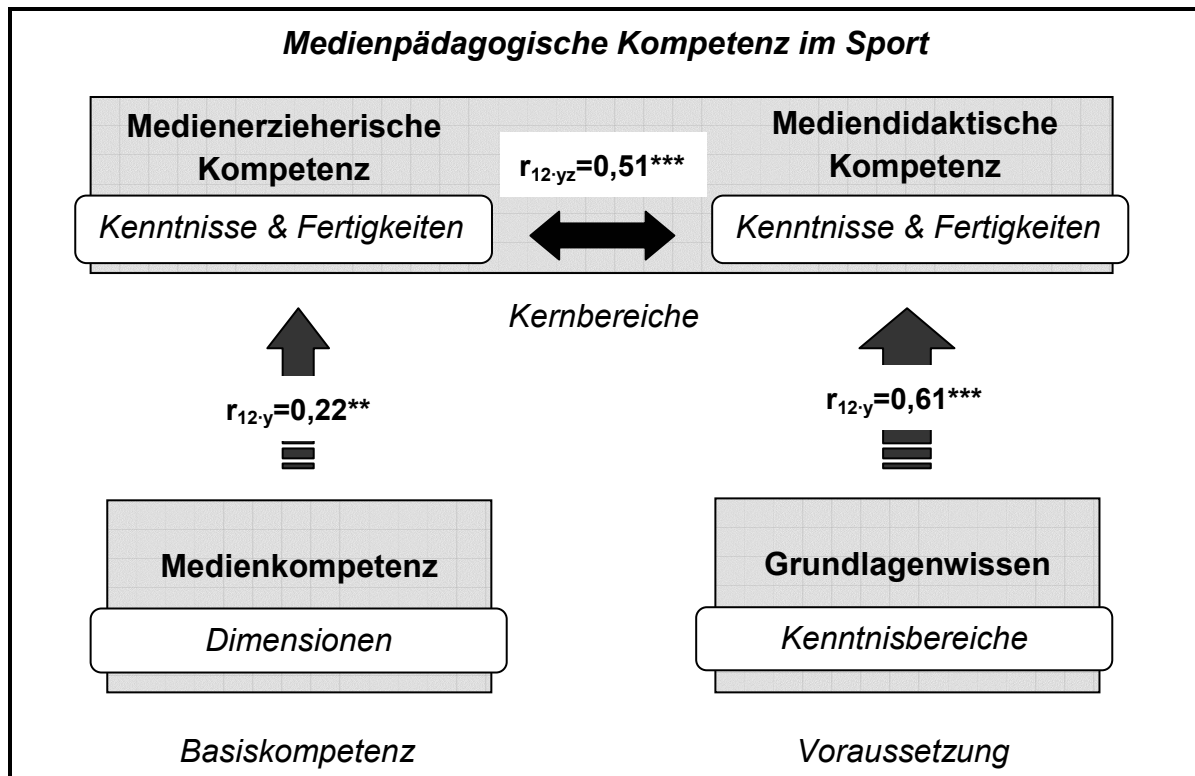 Medienpädagogische Kompetenz im Sport
Medienerzieherische
Kompetenz
Kenntnisse & Fertigkeiten
r12·yz=0,51***
Mediendidaktische
Kompetenz
Kenntnisse & Fertigkeiten
Kernbereiche
r12·y=0,22**
r12·y=0,61***
Medienkompetenz
Dimensionen
Grundlagenwissen
Kenntnisbereiche
Basiskompetenz
Voraussetzung